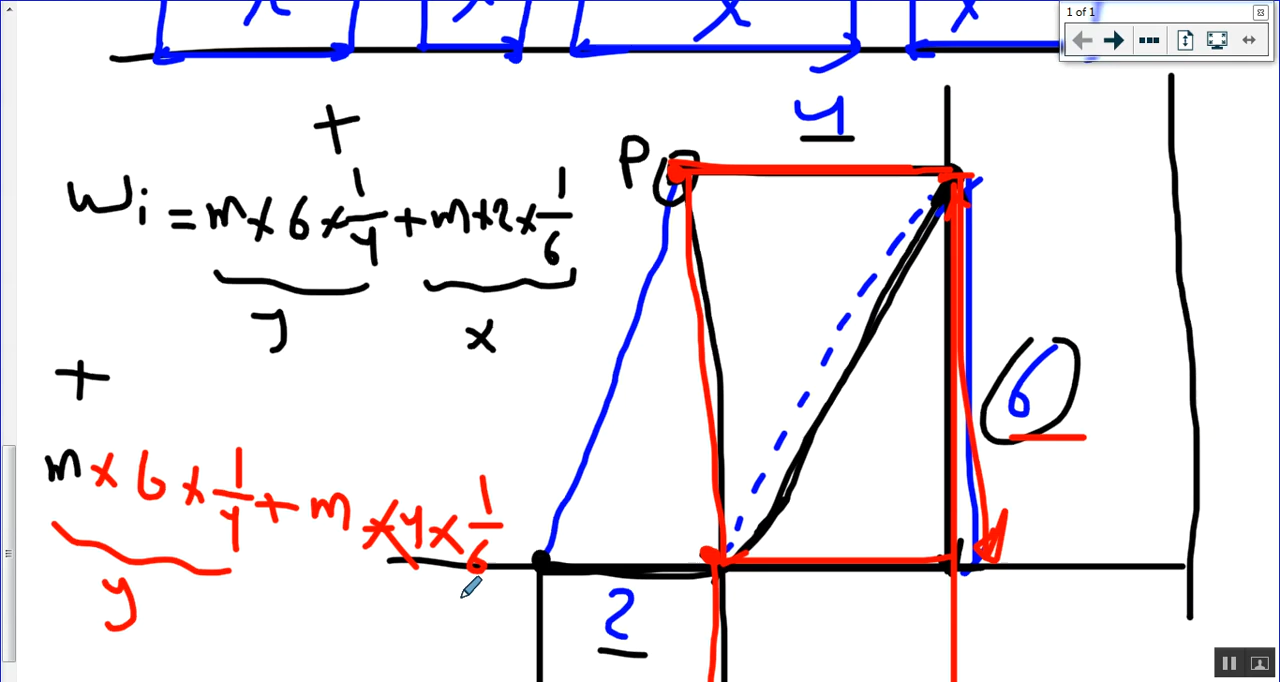 x x x x
1 of 1
+
4
P
Wi = m x 6 x 1/4 + m x 2 x 1/6
y x
6
+
m x 6 x 1/4 + m x 4 x 1/6
y
2